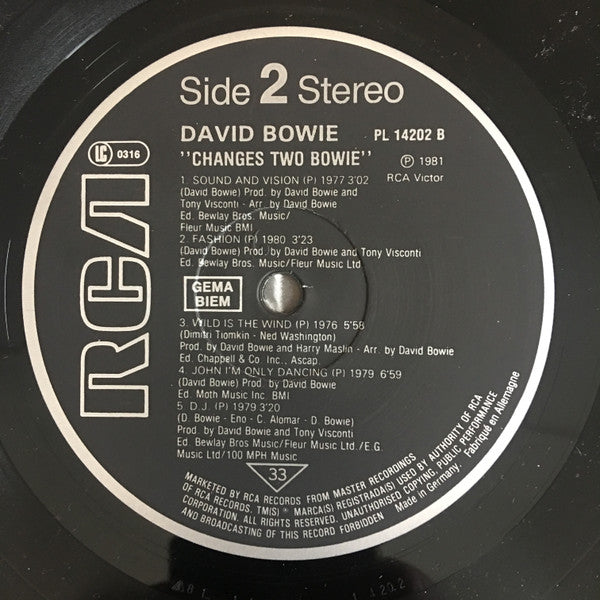 Side 2 Stereo
DAVID BOWIE PL 14202 B
"CHANGES TWO BOWIE" Ⓟ 1981
RCA Victor
LC 0316
RCA
1. SOUND AND VISION (P) 1977 3'02
(David Bowie) Prod. by David Bowie and
Tony Visconti - Arr. by David Bowie
Ed. Bewlay Bros. Music/
Fleur Music BMI
2. FASHION (P) 1980 3'23
(David Bowie) Prod. by David Bowie and Tony Visconti
Ed. Bewlay Bros. Music/Fleur Music Ltd
GEMA
BIEM
3. WILD IS THE WIND (P) 1976 5'58
(Dimitri Tiomkin - Ned Washington)
Prod. by David Bowie and Harry Maslin - Arr. by David Bowie
Ed. Chappell & Co. Inc., Ascap.
4. JOHN I'M ONLY DANCING (P) 1979 6'59
(David Bowie) Prod. by David Bowie
Ed. Moth Music Inc. BMI
5. D.J. (P) 1979 3'20
(D. Bowie - Eno - C. Alomar - D. Bowie)
Prod. by David Bowie and Tony Visconti
Ed. Bewlay Bros Music/Fleur Music Ltd./E.G.
Music Ltd/100 MPH Music
33
MARKETED BY RCA RECORDS FROM MASTER RECORDINGS
OF RCA RECORDS. TM(S) ® MARCA(S) REGISTRADA(S) USED BY AUTHORITY OF RCA
CORPORATION. ALL RIGHTS RESERVED. UNAUTHORISED COPYING, PUBLIC PERFORMANCE
AND BROADCASTING OF THIS RECORD FORBIDDEN
Made in Germany. Fabriqué en Allemagne